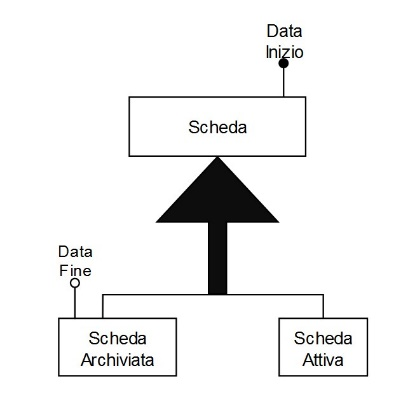 Data
Inizio
Scheda
Data
Fine
Scheda
Archiviata
Scheda
Attiva